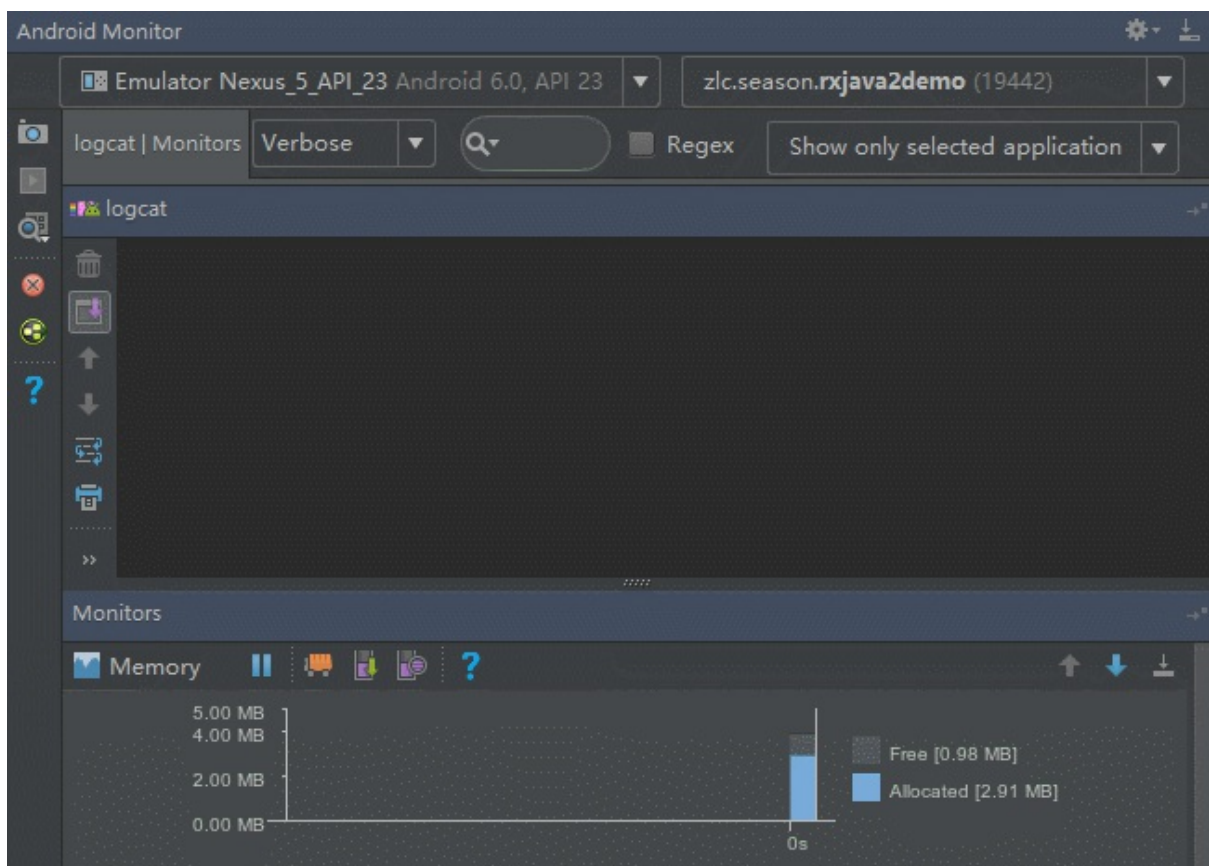 Android Monitor
Emulator Nexus_5_API_23 Android 6.0, API 23
zlc.season.rxjava2demo (19442)
logcat | Monitors
Verbose
Regex
Show only selected application
logcat
Monitors
Memory
5.00 MB
4.00 MB
2.00 MB
0.00 MB
0s
Free [0.98 MB]
Allocated [2.91 MB]